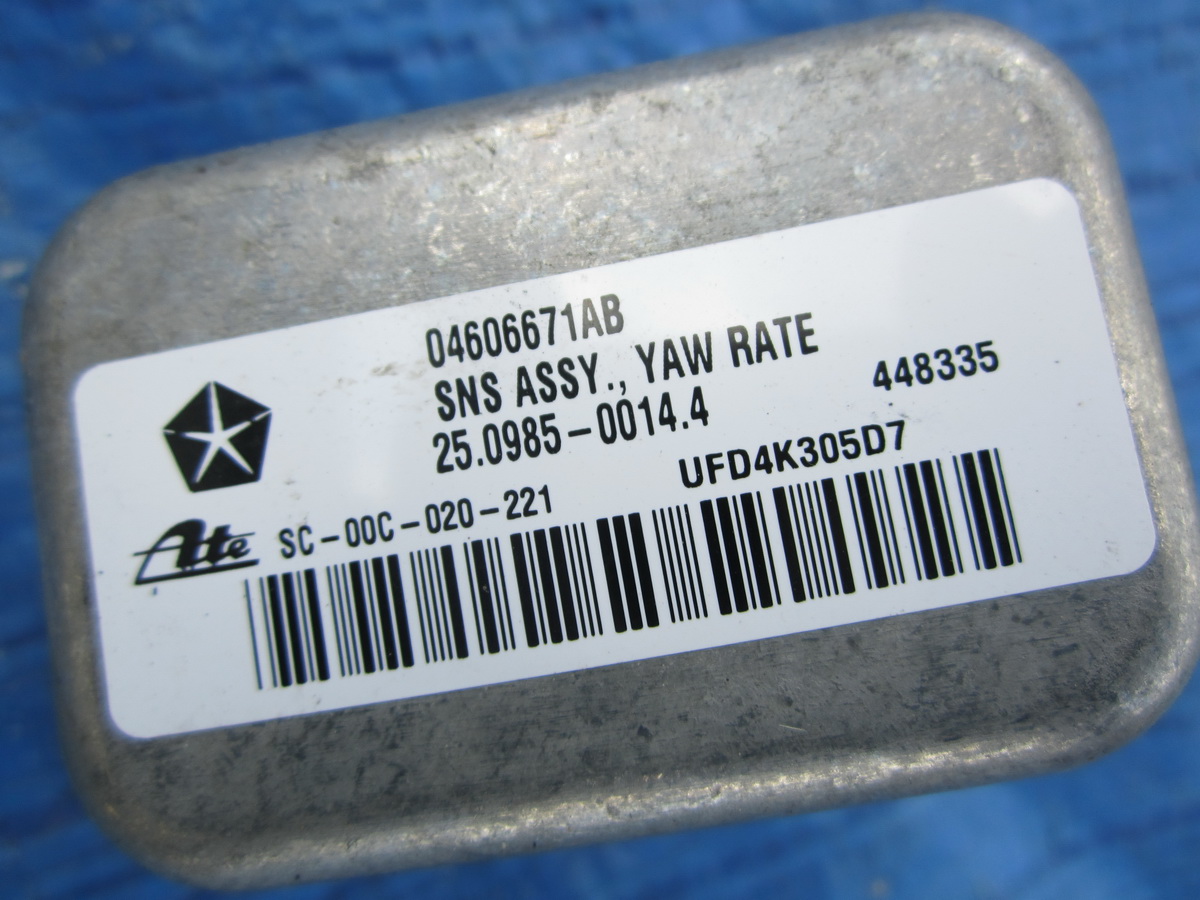 04606671AB
SNS ASSY., YAW RATE
25.0985-0014.4
448335
UFD4K305D7
Ate SC-00C-020-221